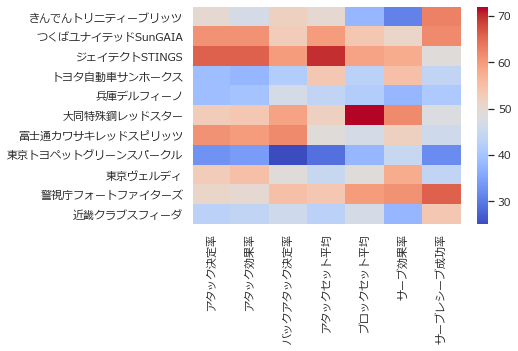 きんでんトリニティーブリッツ
つくばユナイテッドSunGAIA
ジェイテクトSTINGS
トヨタ自動車サンホークス
兵庫デルフィーノ
大同特殊鋼レッドスター
富士通カワサキレッドスピリッツ
東京トヨペットグリーンスパークル
東京ヴェルディ
警視庁フォートファイターズ
近畿クラブスフィーダ
アタック決定率
アタック効果率
バックアタック決定率
アタックセット平均
ブロックセット平均
サーブ効果率
サーブレシーブ成功率
70
60
50
40
30